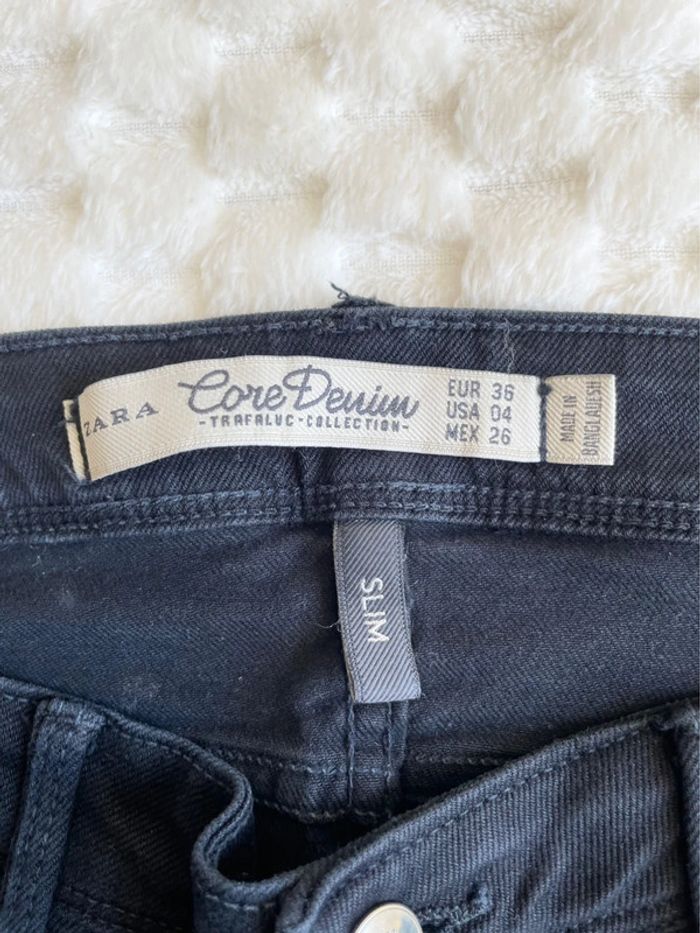 ZARA
Core Denim
-TRAFALUC-COLLECTION-
EUR 36
USA 04
MEX 26
MADE IN
BANGLADESH
SLIM